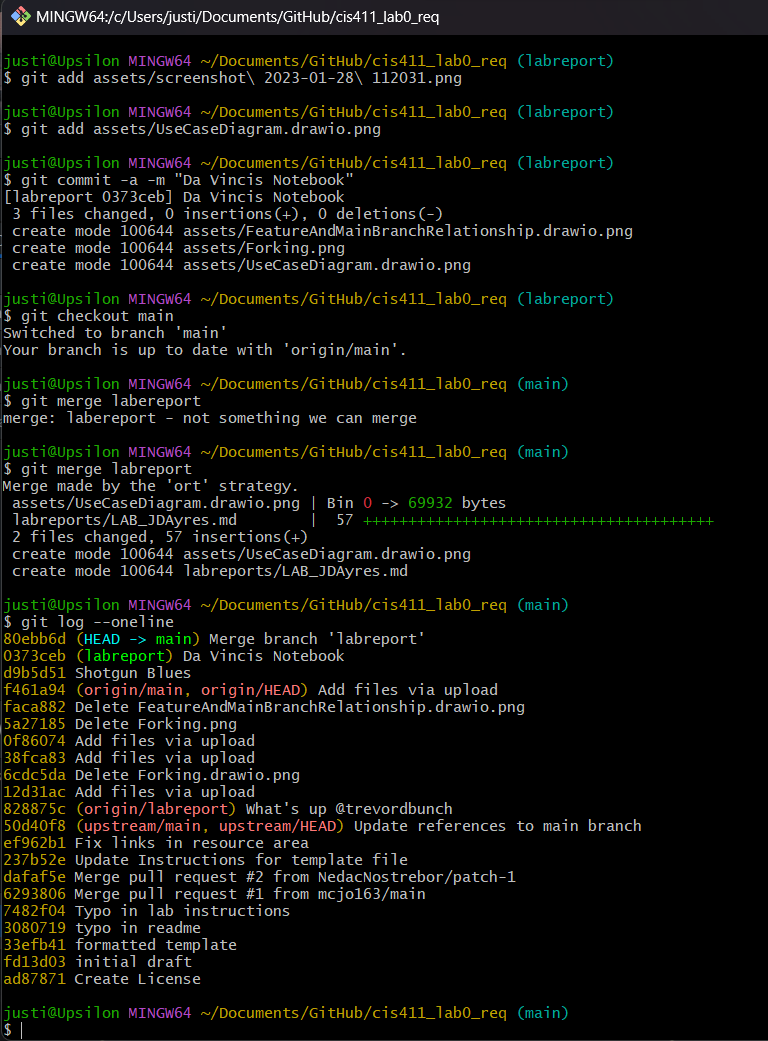 MINGW64:/c/Users/justi/Documents/GitHub/cis411_lab0_req
justi@Upsilon MINGW64 ~/Documents/GitHub/cis411_lab0_req (labreport)
$ git add assets/screenshot\ 2023-01-28\ 112031.png
justi@Upsilon MINGW64 ~/Documents/GitHub/cis411_lab0_req (labreport)
$ git add assets/UseCaseDiagram.drawio.png
justi@Upsilon MINGW64 ~/Documents/GitHub/cis411_lab0_req (labreport)
$ git commit -a -m "Da Vincis Notebook"
[labreport 0373ceb] Da Vincis Notebook
 3 files changed, 0 insertions(+), 0 deletions(-)
 create mode 100644 assets/FeatureAndMainBranchRelationship.drawio.png
 create mode 100644 assets/Forking.png
 create mode 100644 assets/UseCaseDiagram.drawio.png
justi@Upsilon MINGW64 ~/Documents/GitHub/cis411_lab0_req (labreport)
$ git checkout main
Switched to branch 'main'
Your branch is up to date with 'origin/main'.
justi@Upsilon MINGW64 ~/Documents/GitHub/cis411_lab0_req (main)
$ git merge labereport
merge: labereport - not something we can merge
justi@Upsilon MINGW64 ~/Documents/GitHub/cis411_lab0_req (main)
$ git merge labreport
Merge made by the 'ort' strategy.
 assets/UseCaseDiagram.drawio.png | Bin 0 -> 69932 bytes
 labreports/LAB_JDAyres.md        |  57 +++++++++++++++++++++++++++++++++++++++
 2 files changed, 57 insertions(+)
 create mode 100644 assets/UseCaseDiagram.drawio.png
 create mode 100644 labreports/LAB_JDAyres.md
justi@Upsilon MINGW64 ~/Documents/GitHub/cis411_lab0_req (main)
$ git log --oneline
80ebb6d (HEAD -> main) Merge branch 'labreport'
0373ceb (labreport) Da Vincis Notebook
d9b5d51 Shotgun Blues
f461a94 (origin/main, origin/HEAD) Add files via upload
faca882 Delete FeatureAndMainBranchRelationship.drawio.png
5a27185 Delete Forking.png
0f86074 Add files via upload
38fca83 Add files via upload
6cdc5da Delete Forking.drawio.png
12d31ac Add files via upload
828875c (origin/labreport) What's up @trevordbunch
50d40f8 (upstream/main, upstream/HEAD) Update references to main branch
ef962b1 Fix links in resource area
237b52e Update Instructions for template file
dafaf5e Merge pull request #2 from NedacNostrebor/patch-1
6293806 Merge pull request #1 from mcjo163/main
7482f04 Typo in lab instructions
3080719 typo in readme
33efb41 formatted template
fd13d03 initial draft
ad87871 Create License
justi@Upsilon MINGW64 ~/Documents/GitHub/cis411_lab0_req (main)
$